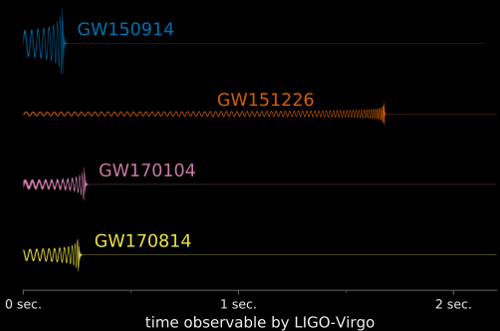 GW150914
GW151226
GW170104
GW170814
0 sec. 1 sec. 2 sec.
time observable by LIGO-Virgo